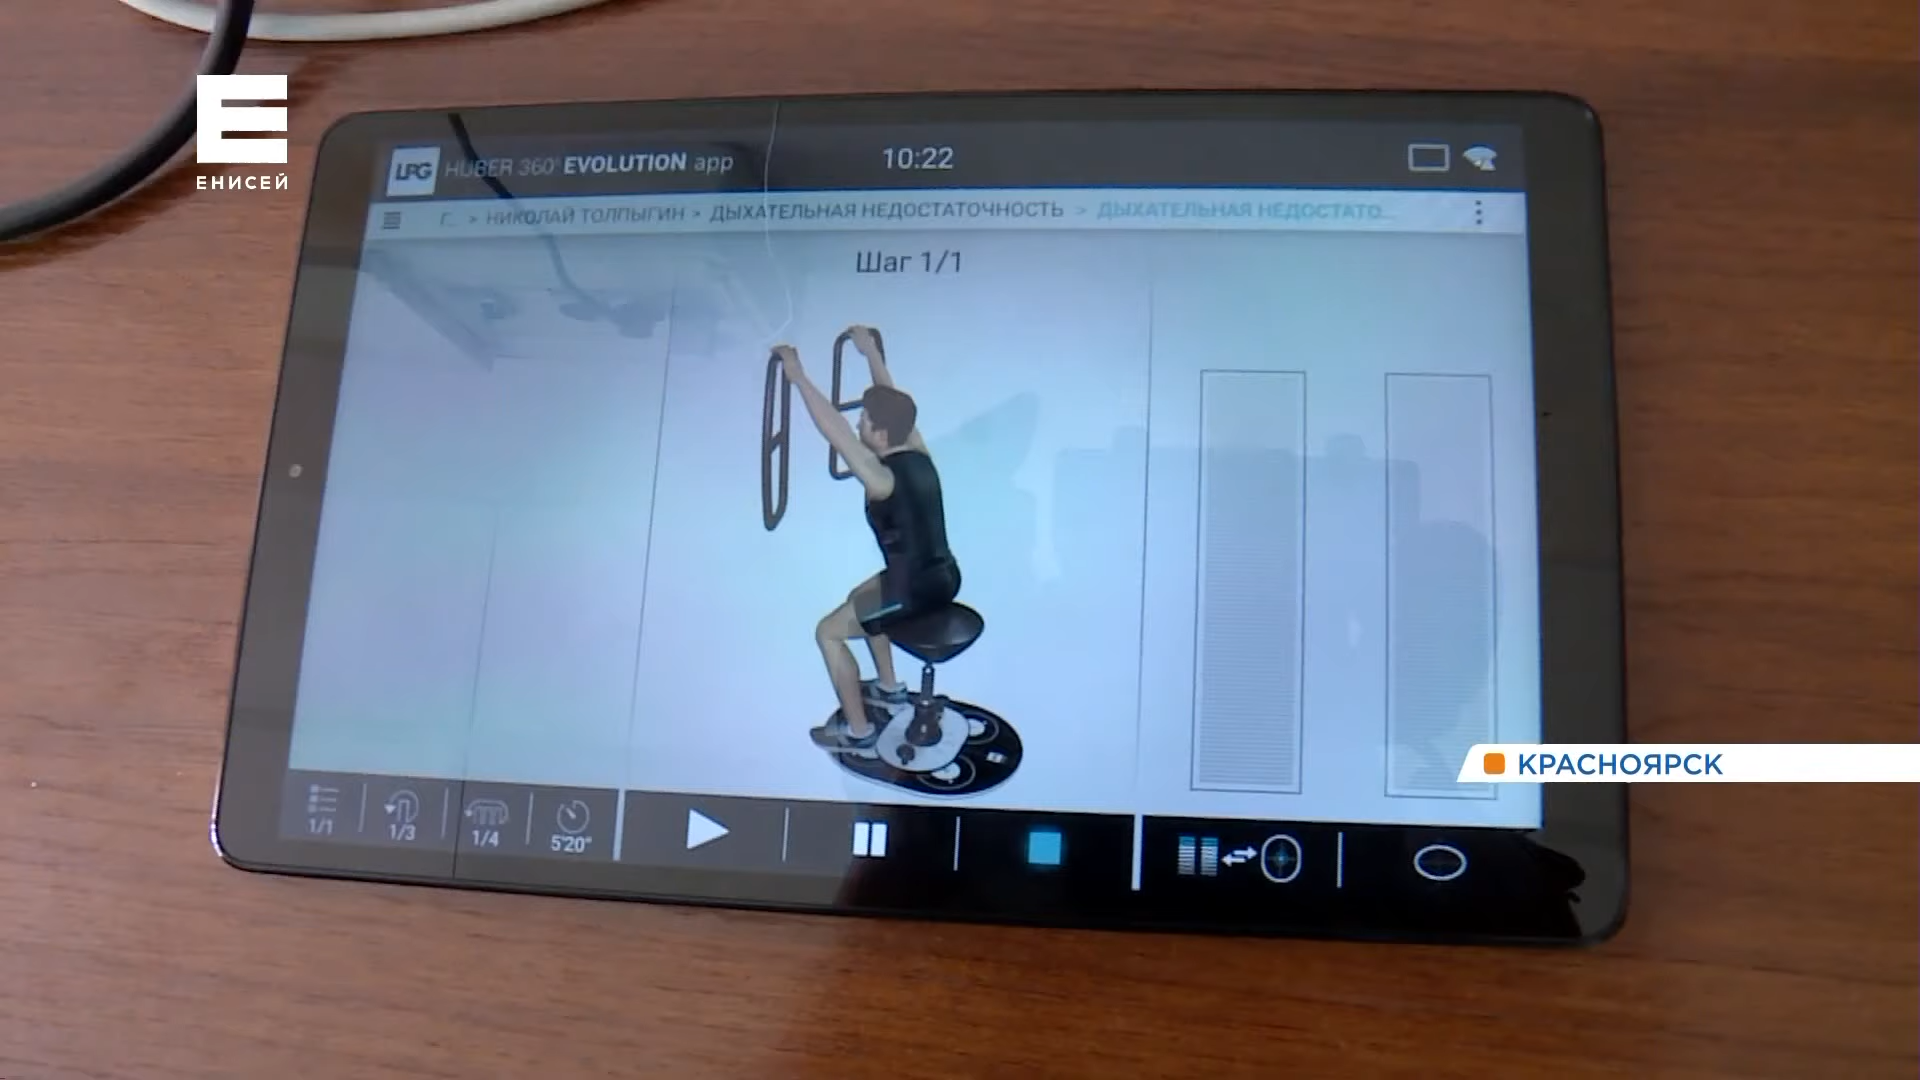 ЕНИСЕЙ
LPG HUBER 360° EVOLUTION app
10:22
Г... > НИКОЛАЙ ТОЛПЫГИН > ДЫХАТЕЛЬНАЯ НЕДОСТАТОЧНОСТЬ > ДЫХАТЕЛЬНАЯ НЕДОСТАТО...
Шаг 1/1
КРАСНОЯРСК
1/1
1/3
1/4
5'20"